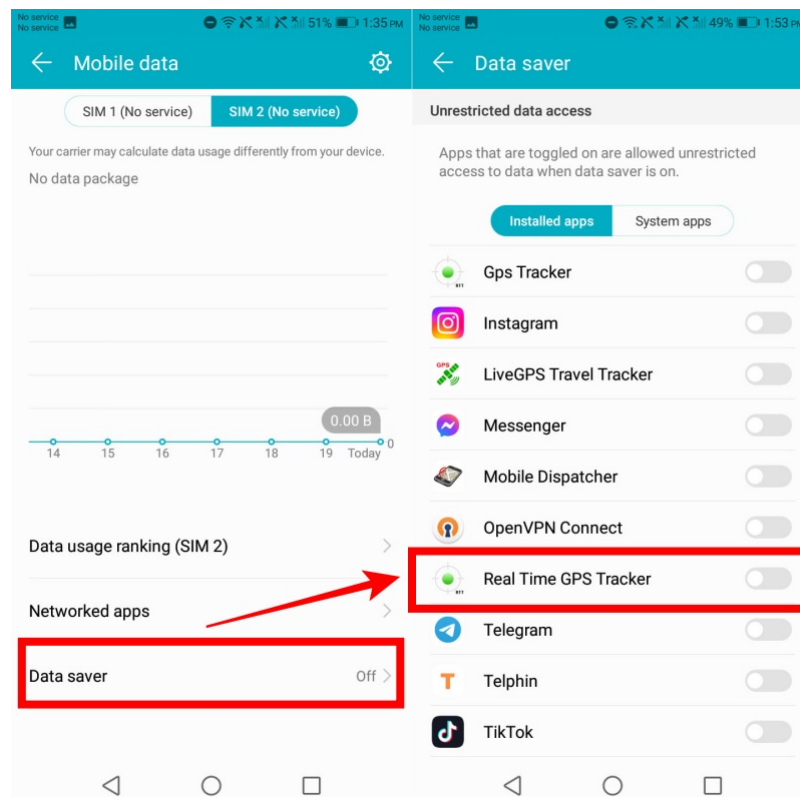 No service
No service
51% 1:35 PM
Mobile data
SIM 1 (No service) SIM 2 (No service)
Your carrier may calculate data usage differently from your device.
No data package
0.00 B
0
14 15 16 17 18 19 Today
Data usage ranking (SIM 2)
Networked apps
Data saver Off
No service
No service
49% 1:53 PM
Data saver
Unrestricted data access
Apps that are toggled on are allowed unrestricted
access to data when data saver is on.
Installed apps System apps
Gps Tracker
Instagram
GPS
LiveGPS Travel Tracker
Messenger
Mobile Dispatcher
OpenVPN Connect
Real Time GPS Tracker
Telegram
T Telphin
TikTok